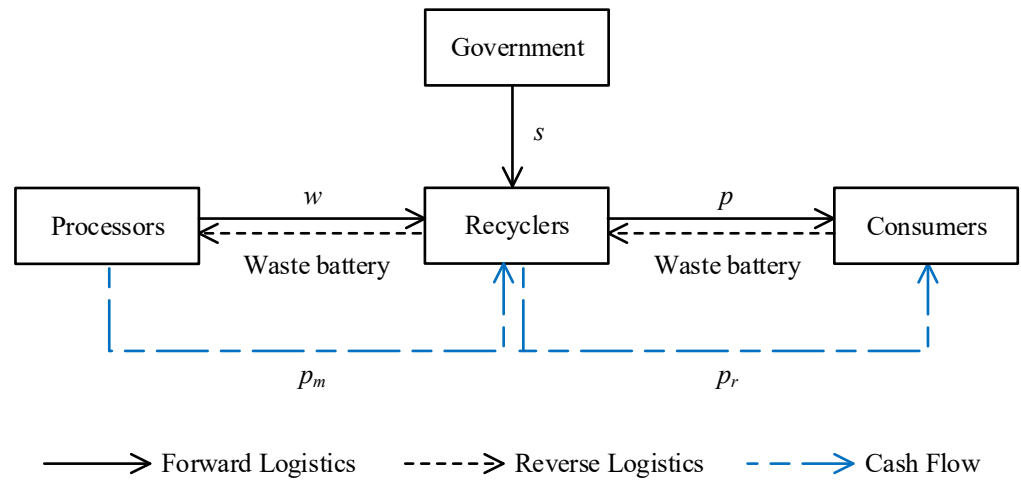 Government
s
w
p
Processors
Recyclers
Consumers
Waste battery
Waste battery
pm
pr
Forward Logistics
Reverse Logistics
Cash Flow